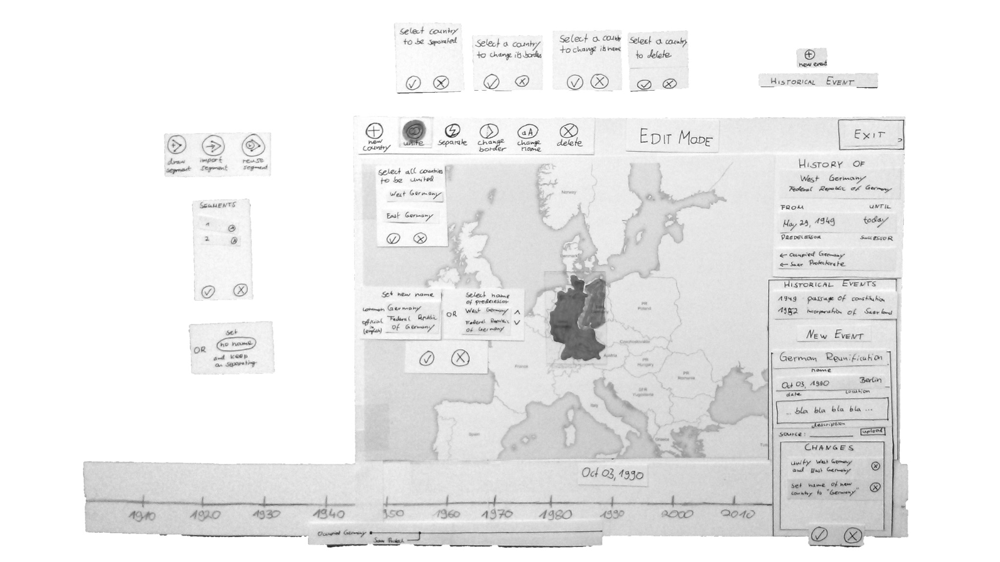 Select country
to be separated
Select a country
to change its border
Select a country
to change its name
Select a country
to delete
new event
HISTORICAL EVENT
draw
segment
import
segment
reuse
segment
SEGMENTS
1
2
OR
set
no name
and keep
on separating
new
country
unite
separate
change
border
aA
change
name
delete
EDIT MODE
EXIT
select all countries
to be united
West Germany
East Germany
set new name
common Germany
official Federal Republic
in
(english)
of Germany
OR
select name
of predecessor
West Germany
Federal Republic
of Germany
Norway
Denmark
PR
Poland
Czechoslovakia
Austria
PR
Hungary
PR
Romania
SFR
Yugoslavia
France
Italy
Spain
Greece
HISTORY OF
West Germany
Federal Republic of Germany
FROM
UNTIL
May 29, 1949
today
PREDECESSOR
SUCCESSOR
← Occupied Germany
← Saar Protectorate
HISTORICAL EVENTS
1949 passage of constitution
incorporation of Saarland
NEW EVENT
German Reunification
name
Oct 03, 1990
Berlin
date
location
... bla bla bla bla ...
description
source:
upload
CHANGES
unify West Germany
and East Germany
set name of new
country to "Germany"
Oct 03, 1990
1910
1920
1930
1940
950
1960
1970
1980
1990
2000
2010
Occupied Germany
Saar Protect.